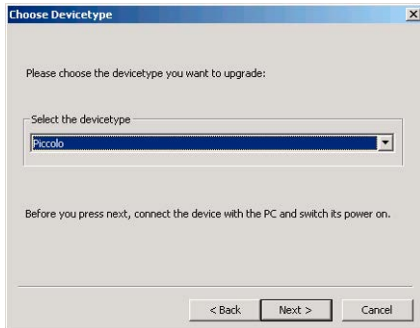 Choose Devicetype
Please choose the devicetype you want to upgrade:
Select the devicetype
Piccolo
Before you press next, connect the device with the PC and switch its power on.
< Back Next > Cancel